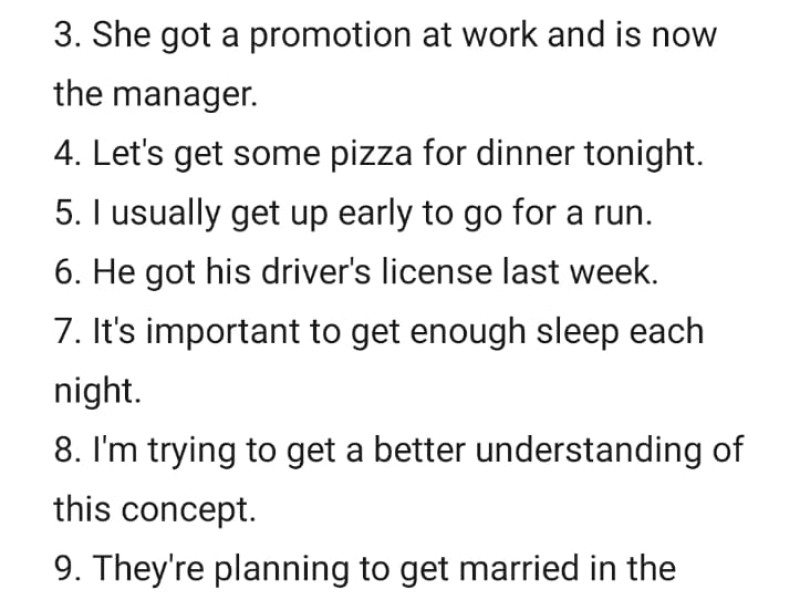 3. She got a promotion at work and is now
the manager.
4. Let's get some pizza for dinner tonight.
5. I usually get up early to go for a run.
6. He got his driver's license last week.
7. It's important to get enough sleep each
night.
8. I'm trying to get a better understanding of
this concept.
9. They're planning to get married in the